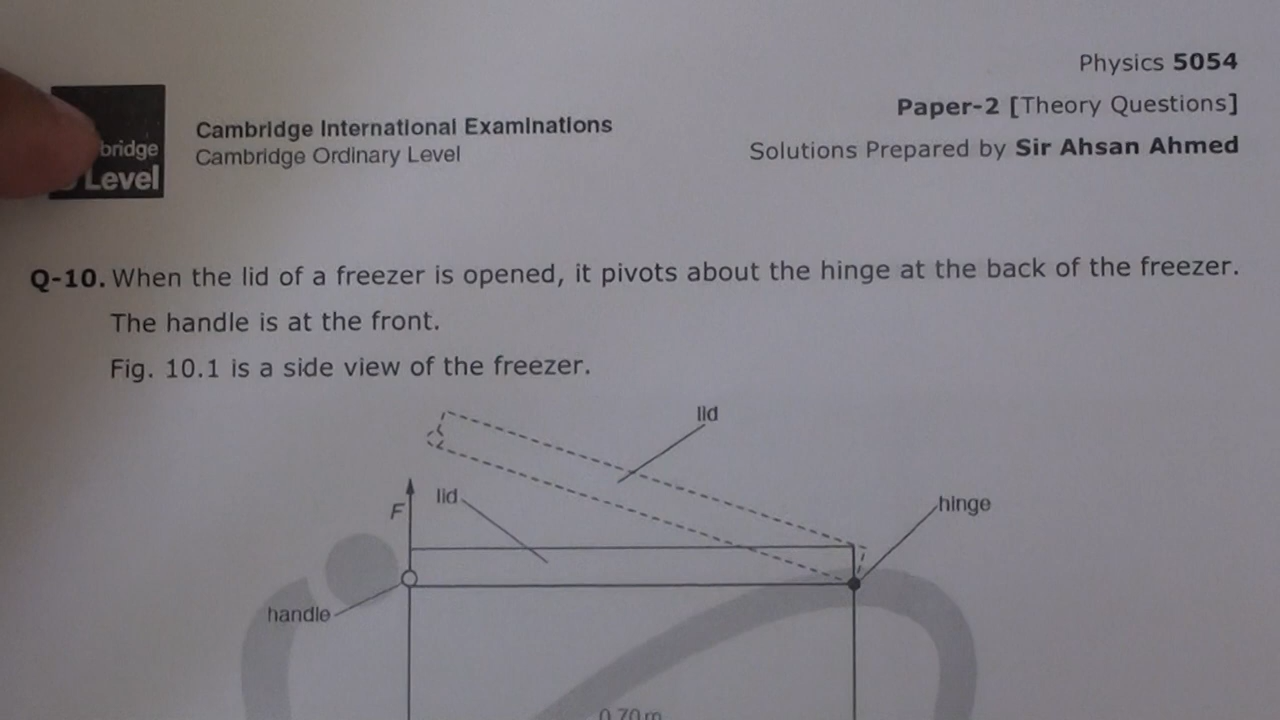 Physics 5054
Paper-2 [Theory Questions]
Solutions Prepared by Sir Ahsan Ahmed
bridge
Level
Cambridge International Examinations
Cambridge Ordinary Level
Q-10. When the lid of a freezer is opened, it pivots about the hinge at the back of the freezer.
The handle is at the front.
Fig. 10.1 is a side view of the freezer.
lid
lid
F
hinge
handle
0.70 m